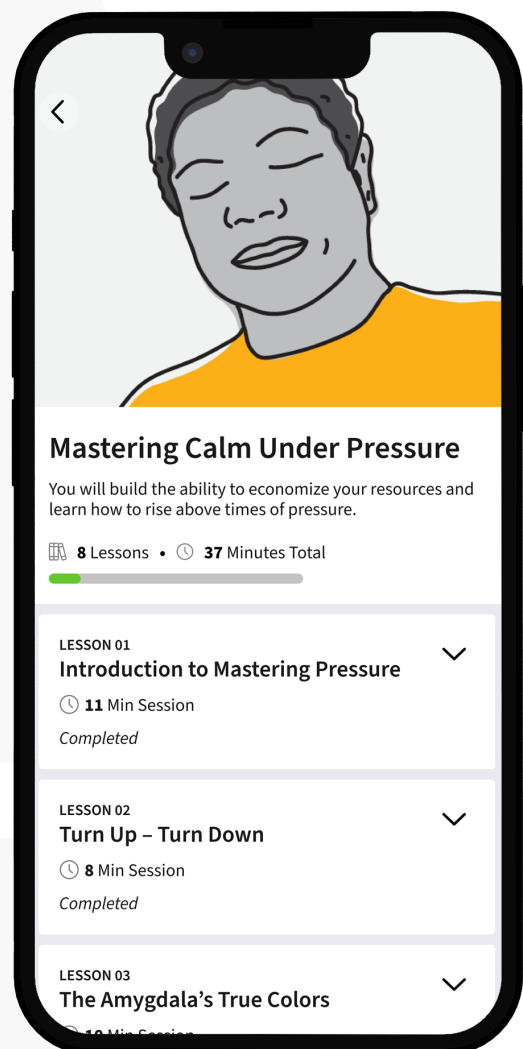 Mastering Calm Under Pressure
You will build the ability to economize your resources and
learn how to rise above times of pressure.
8 Lessons • 37 Minutes Total
LESSON 01
Introduction to Mastering Pressure
11 Min Session
Completed
LESSON 02
Turn Up – Turn Down
8 Min Session
Completed
LESSON 03
The Amygdala’s True Colors
Min Session